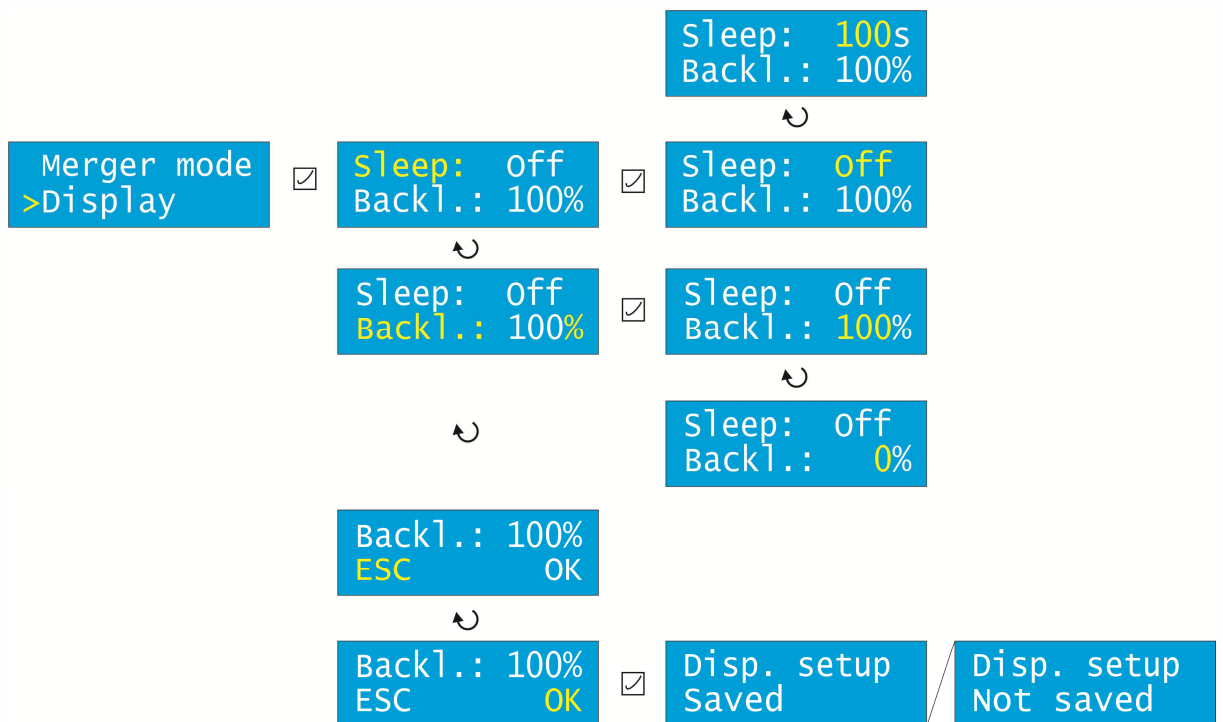 Sleep: 100s
Backl.: 100%
Merger mode
>Display
Sleep: Off
Backl.: 100%
Sleep: Off
Backl.: 100%
Sleep: Off
Backl.: 100%
Sleep: Off
Backl.: 100%
Sleep: Off
Backl.: 0%
Backl.: 100%
ESC OK
Backl.: 100%
ESC OK
Disp. setup
Saved
Disp. setup
Not saved